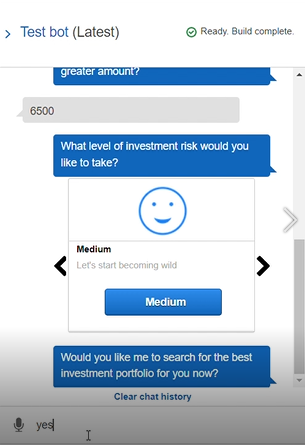 Test bot (Latest)
Ready. Build complete.
greater amount?
6500
What level of investment risk would you
like to take?
Medium
Let's start becoming wild
Medium
Would you like me to search for the best
investment portfolio for you now?
Clear chat history
yes